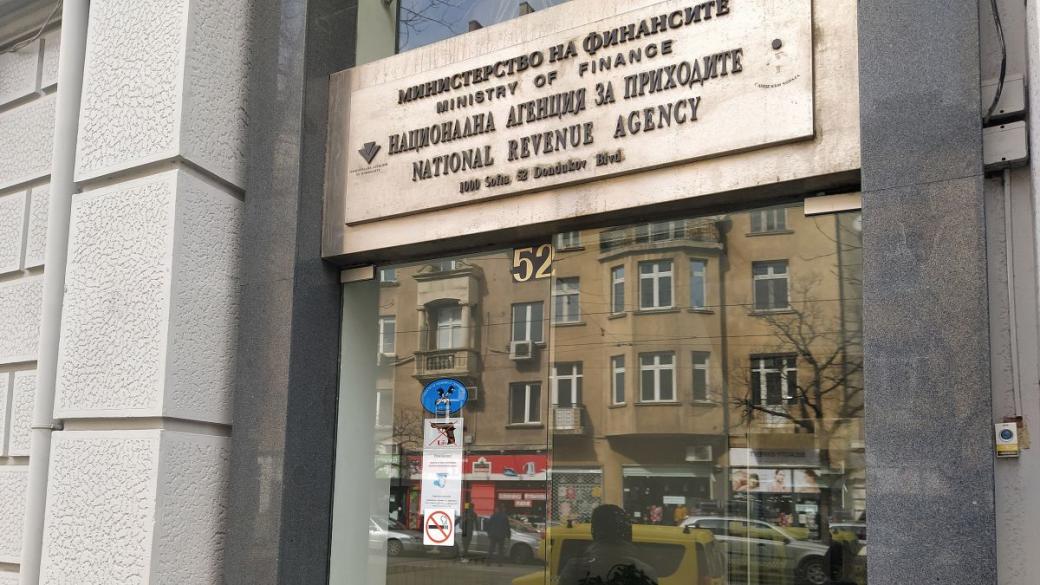 МИНИСТЕРСТВО НА ФИНАНСИТЕ
MINISTRY OF FINANCE
НАЦИОНАЛНА АГЕНЦИЯ ЗА ПРИХОДИТЕ
NATIONAL REVENUE AGENCY
1000 Sofia 52 Dondukov Blvd.
52